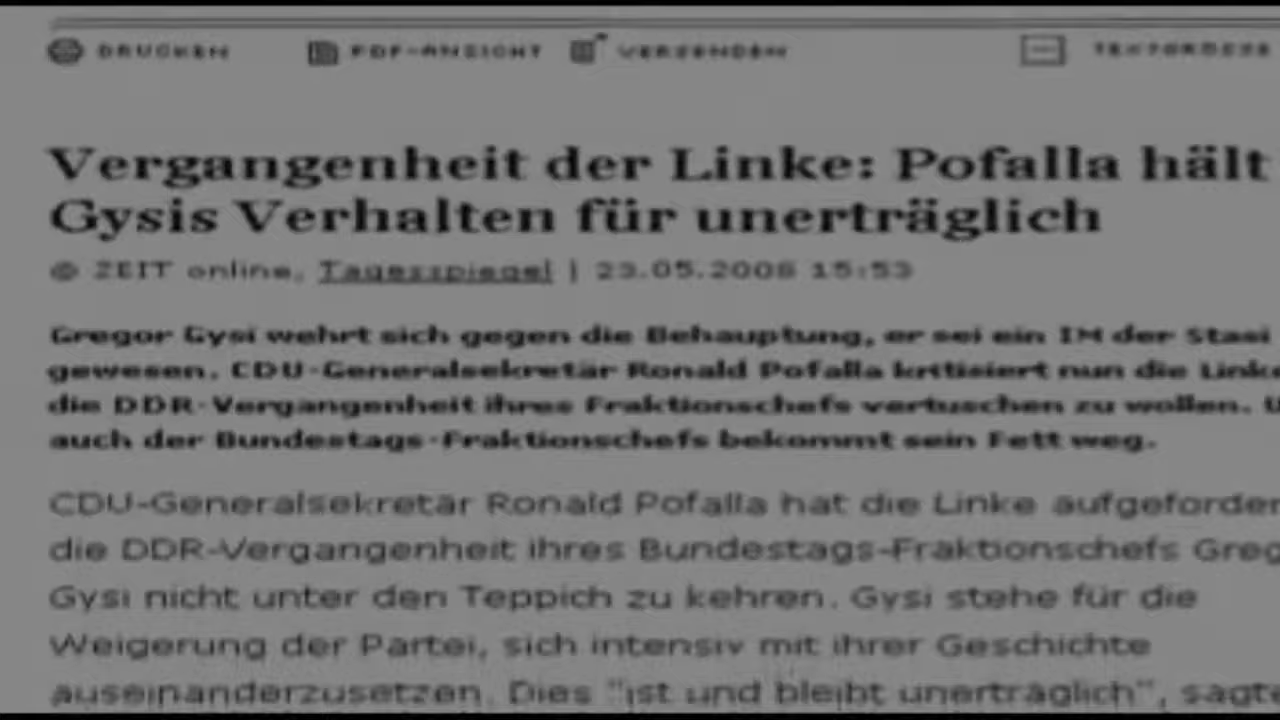 DRUCKEN PDF-ANSICHT VERSENDEN TEXTGRÖSSE
Vergangenheit der Linke: Pofalla hält
Gysis Verhalten für unerträglich
© ZEIT online, Tagesspiegel | 23.05.2008 15:53
Gregor Gysi wehrt sich gegen die Behauptung, er sei ein IM der Stasi
gewesen. CDU-Generalsekretär Ronald Pofalla kritisiert nun die Linke
die DDR-Vergangenheit ihres Fraktionschefs vertuschen zu wollen. U
auch der Bundestags-Fraktionschefs bekommt sein Fett weg.
CDU-Generalsekretär Ronald Pofalla hat die Linke aufgeforder
die DDR-Vergangenheit ihres Bundestags-Fraktionschefs Greg
Gysi nicht unter den Teppich zu kehren. Gysi stehe für die
Weigerung der Partei, sich intensiv mit ihrer Geschichte
auseinanderzusetzen. Dies "ist und bleibt unerträglich", sagte